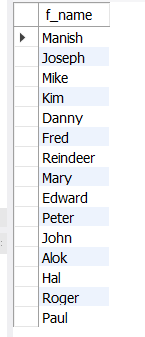 f_name
Manish
Joseph
Mike
Kim
Danny
Fred
Reindeer
Mary
Edward
Peter
John
Alok
Hal
Roger
Paul